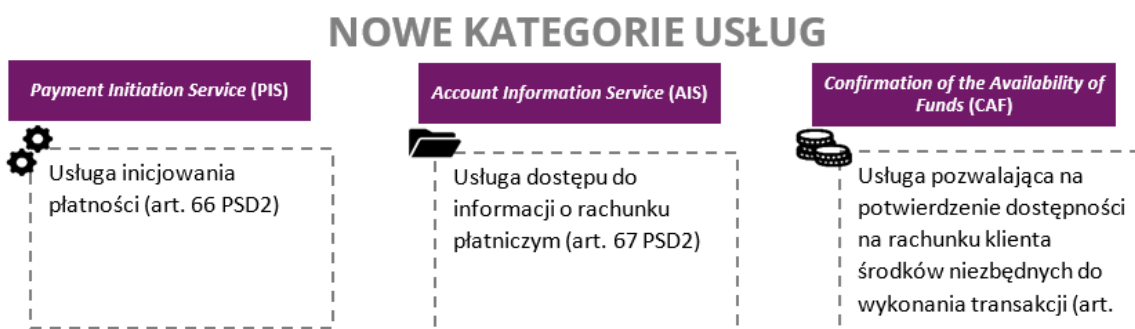 NOWE KATEGORIE USŁUG
Payment Initiation Service (PIS)
Usługa inicjowania
płatności (art. 66 PSD2)
Account Information Service (AIS)
Usługa dostępu do
informacji o rachunku
płatniczym (art. 67 PSD2)
Confirmation of the Availability of
Funds (CAF)
Usługa pozwalająca na
potwierdzenie dostępności
na rachunku klienta
środków niezbędnych do
wykonania transakcji (art.